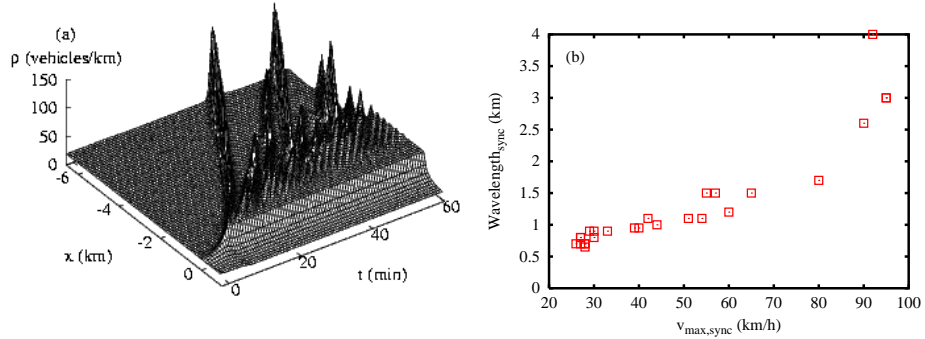 (a)
ρ (vehicles/km)
150
100
50
0
-6
-4
-2
0
x (km)
0
20
40
60
t (min)
(b)
4
3.5
3
2.5
2
1.5
1
0.5
0
Wavelength_sync (km)
20 30 40 50 60 70 80 90 100
v_max,sync (km/h)